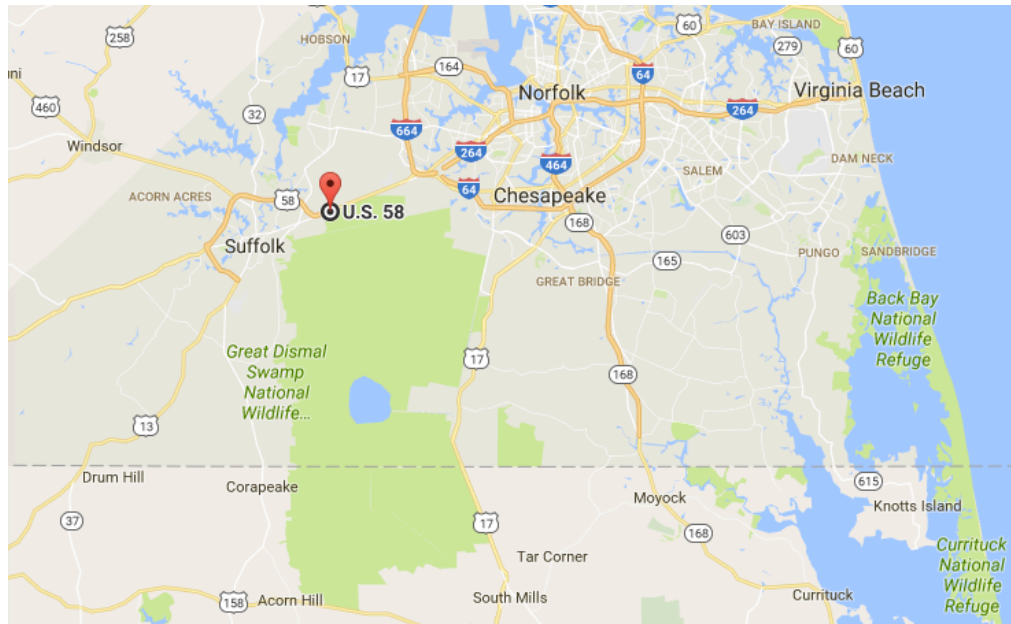 258
HOBSON
17
164
60
BAY ISLAND
279
60
64
ni
460
32
Norfolk
Virginia Beach
264
664
Windsor
264
464
SALEM
DAM NECK
ACORN ACRES
58
U.S. 58
64
Chesapeake
168
603
Suffolk
165
PUNGO
SANDBRIDGE
GREAT BRIDGE
Back Bay
National
Wildlife
Refuge
Great Dismal
Swamp
National
Wildlife...
17
168
13
Drum Hill
Corapeake
Moyock
615
Knotts Island
37
17
168
Tar Corner
Currituck
National
Wildlife
Refuge
158
Acorn Hill
South Mills
Currituck